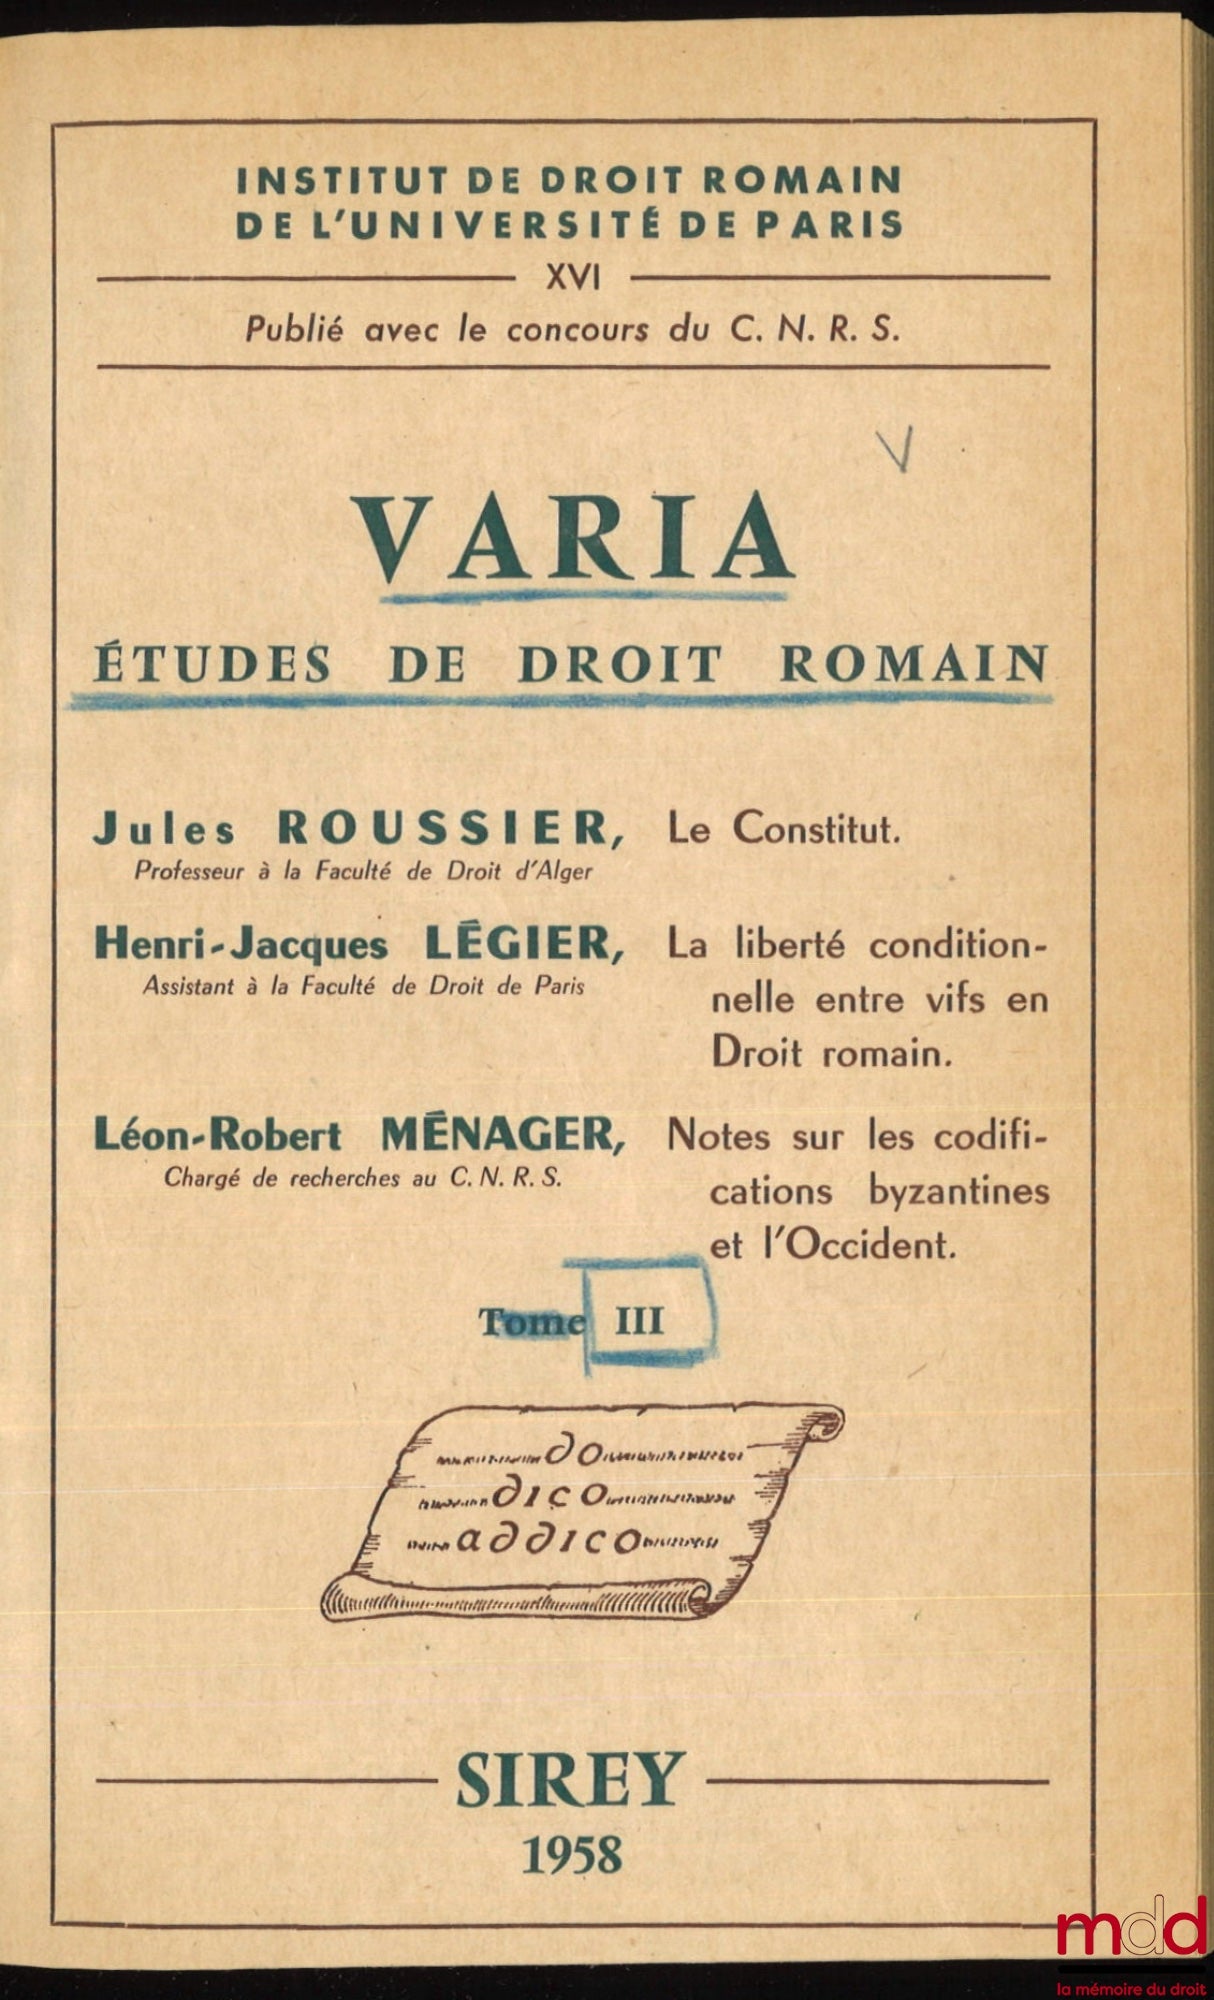 INSTITUT DE DROIT ROMAIN
DE L'UNIVERSITÉ DE PARIS
XVI
Publié avec le concours du C. N. R. S.
V
VARIA
ÉTUDES DE DROIT ROMAIN
Jules ROUSSIER, Le Constitut.
Professeur à la Faculté de Droit d'Alger
Henri-Jacques LÉGIER, La liberté condition-
Assistant à la Faculté de Droit de Paris
nelle entre vifs en
Droit romain.
Léon-Robert MÉNAGER, Notes sur les codifi-
Chargé de recherches au C. N. R. S.
cations byzantines
et l'Occident.
Tome III
do
dico
addico
SIREY
1958
mdd
la mémoire du droit